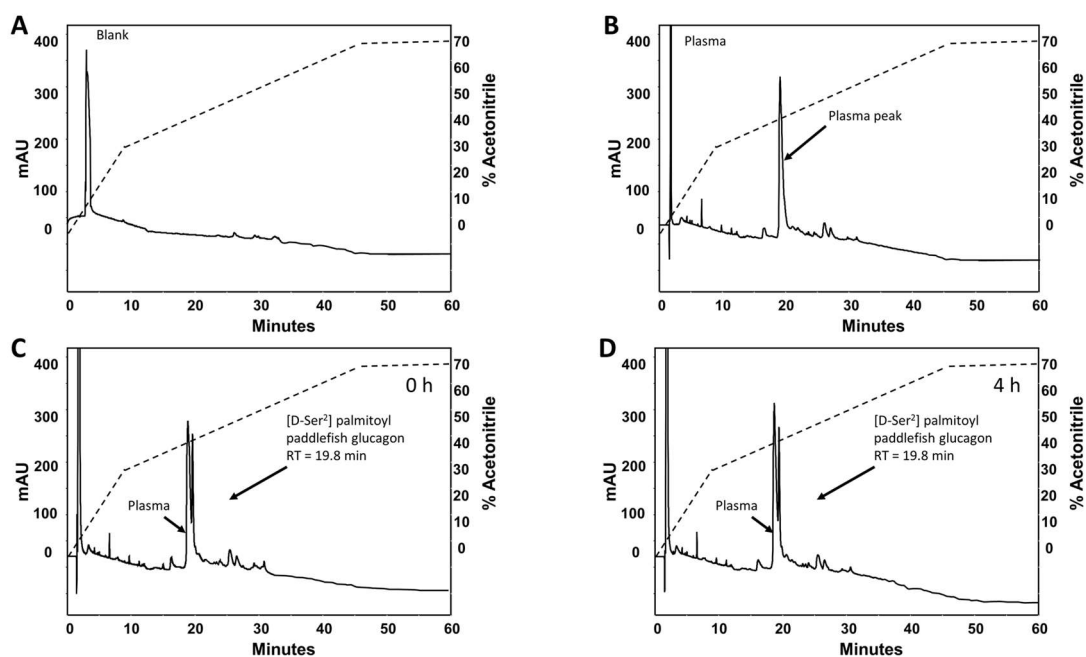 A
Blank
400
300
200
100
0
mAU
70
60
50
40
30
20
10
0
% Acetonitrile
0 10 20 30 40 50 60
Minutes
B
Plasma
Plasma peak
400
300
200
100
0
mAU
70
60
50
40
30
20
10
0
% Acetonitrile
0 10 20 30 40 50 60
Minutes
C
0 h
[D-Ser²] palmitoyl
paddlefish glucagon
RT = 19.8 min
Plasma
400
300
200
100
0
mAU
70
60
50
40
30
20
10
0
% Acetonitrile
0 10 20 30 40 50 60
Minutes
D
4 h
[D-Ser²] palmitoyl
paddlefish glucagon
RT = 19.8 min
Plasma
400
300
200
100
0
mAU
70
60
50
40
30
20
10
0
% Acetonitrile
0 10 20 30 40 50 60
Minutes